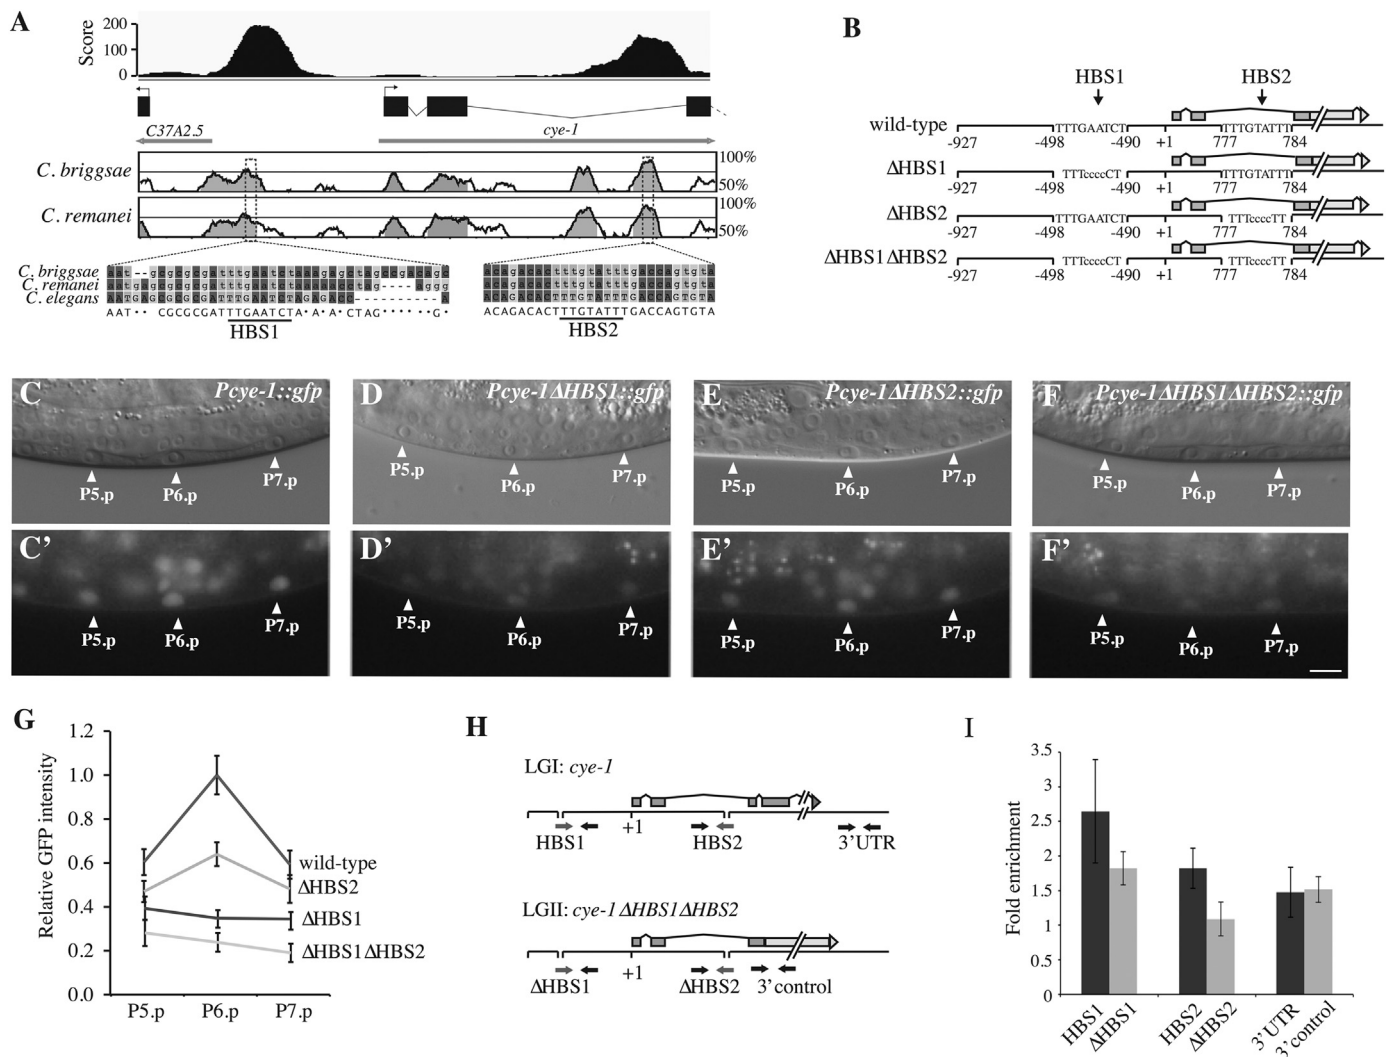 A
Score
200
100
0
C37A2.5
cye-1
C. briggsae
100%
50%
C. remanei
100%
50%
C. briggsae
C. remanei
C. elegans
AAT·· CGCGCGATTTGAATCTA·A·A·CTAG······G·
HBS1
acagacactttgtatttgaccagtgta
acagacactttgtatttgaccagtgta
ACAGACACTTTGTATTTGACCAGTGTA
ACAGACACTTTGTATTTGACCAGTGTA
HBS2
B
HBS1 HBS2
wild-type TTTGAATCT TTTGTATTT
-927 -498 -490 +1 777 784
ΔHBS1 TTTccccCT TTTGTATTT
-927 -498 -490 +1 777 784
ΔHBS2 TTTGAATCT TTTccccTT
-927 -498 -490 +1 777 784
ΔHBS1ΔHBS2 TTTccccCT TTTccccTT
-927 -498 -490 +1 777 784
C Pcye-1::gfp
P5.p P6.p P7.p
D Pcye-1ΔHBS1::gfp
P5.p P6.p P7.p
E Pcye-1ΔHBS2::gfp
P5.p P6.p P7.p
F Pcye-1ΔHBS1ΔHBS2::gfp
P5.p P6.p P7.p
C'
P5.p P6.p P7.p
D'
P5.p P6.p P7.p
E'
P5.p P6.p P7.p
F'
P5.p P6.p P7.p
G
Relative GFP intensity
1.2
1.0
0.8
0.6
0.4
0.2
0.0
wild-type
ΔHBS2
ΔHBS1
ΔHBS1ΔHBS2
P5.p P6.p P7.p
H
LGI: cye-1
HBS1 +1 HBS2 3'UTR
LGII: cye-1ΔHBS1ΔHBS2
ΔHBS1 +1 ΔHBS2 3'control
I
Fold enrichment
3.5
3
2.5
2
1.5
1
0.5
0
HBS1
ΔHBS1
HBS2
ΔHBS2
3'UTR
3'control